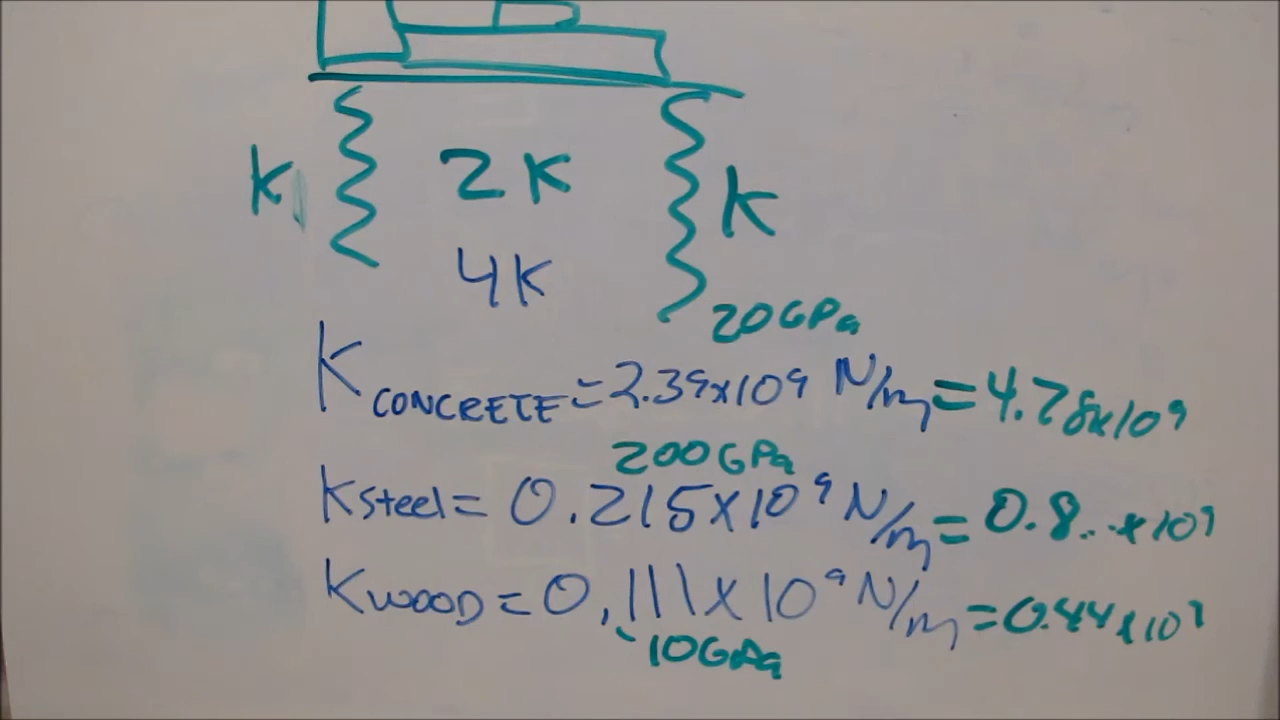 K 2K K
4K
20GPa
KCONCRETE=2.39x10⁹ N/m=4.78x10⁹
200GPa
Ksteel=0.215x10⁹ N/m=0.8..x10⁹
KWOOD=0.111x10⁹ N/m=0.44x10⁹
10GPa